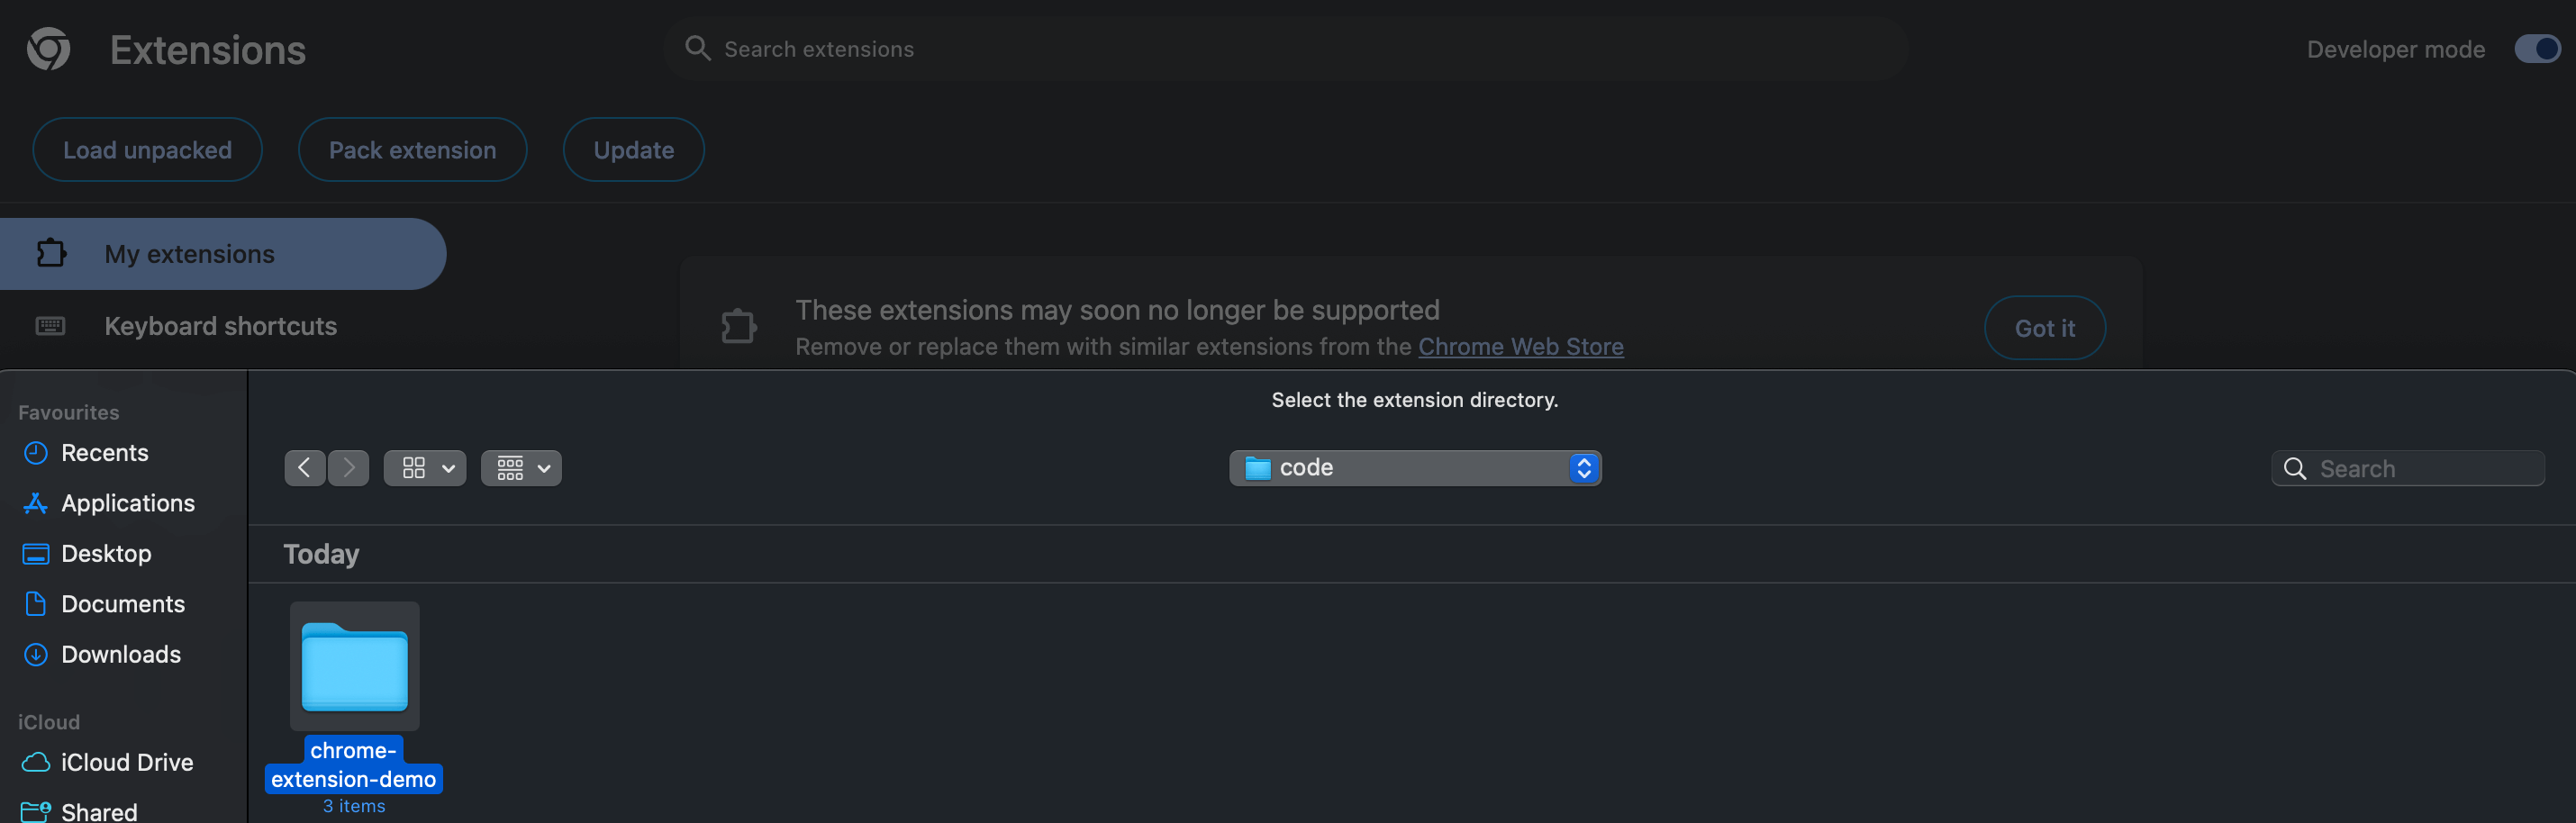 Extensions
Search extensions
Developer mode
Load unpacked
Pack extension
Update
My extensions
Keyboard shortcuts
These extensions may soon no longer be supported
Remove or replace them with similar extensions from the Chrome Web Store
Got it
Select the extension directory.
Favourites
Recents
Applications
Desktop
Documents
Downloads
iCloud
iCloud Drive
Shared
code
Search
Today
chrome-
extension-demo
3 items